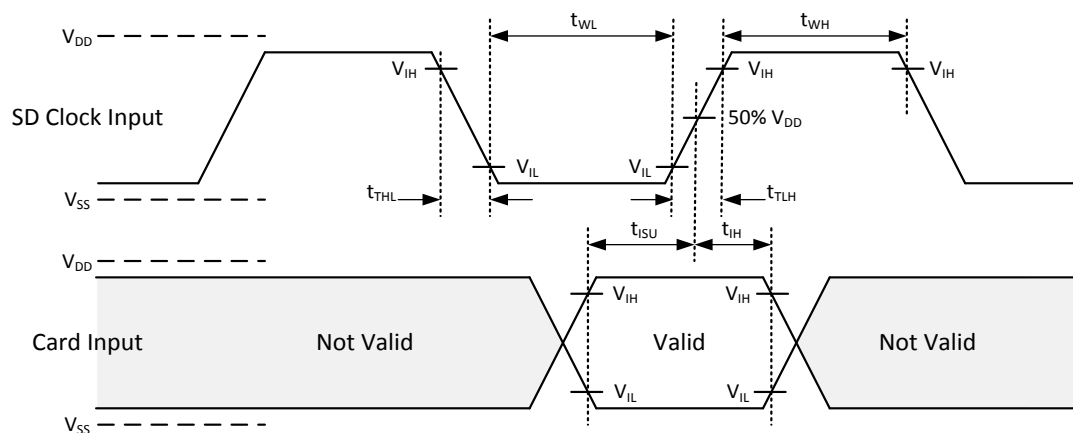 t_WL
t_WH
V_DD
V_IH
V_IH
V_IH
SD Clock Input
50% V_DD
V_IL
V_IL
t_THL
t_TLH
V_SS
t_ISU
t_IH
V_DD
V_IH
V_IH
Card Input
Not Valid
Valid
Not Valid
V_IL
V_IL
V_SS